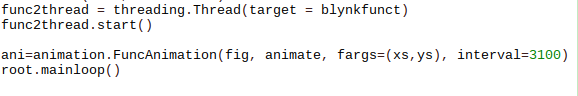 func2thread = threading.Thread(target = blynkfunct)
func2thread.start()
ani=animation.FuncAnimation(fig, animate, fargs=(xs,ys), interval=3100)
root.mainloop()